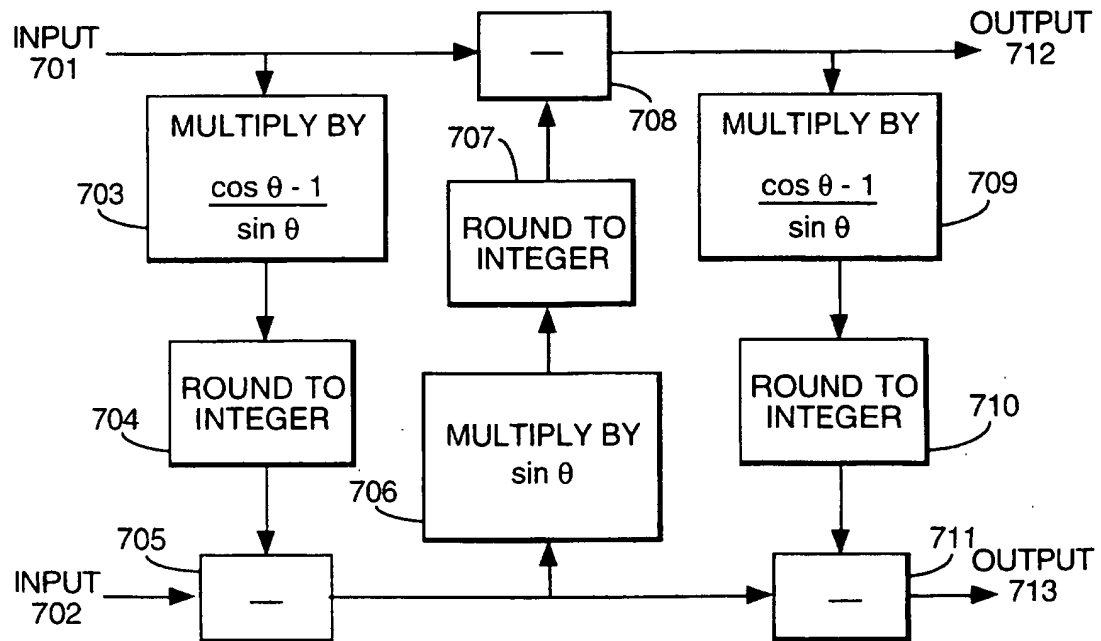 INPUT
701
—
OUTPUT
712
708
MULTIPLY BY
cos θ - 1
sin θ
703
707
ROUND TO
INTEGER
MULTIPLY BY
cos θ - 1
sin θ
709
ROUND TO
INTEGER
704
MULTIPLY BY
sin θ
706
ROUND TO
INTEGER
710
705
INPUT
702
—
711
—
OUTPUT
713